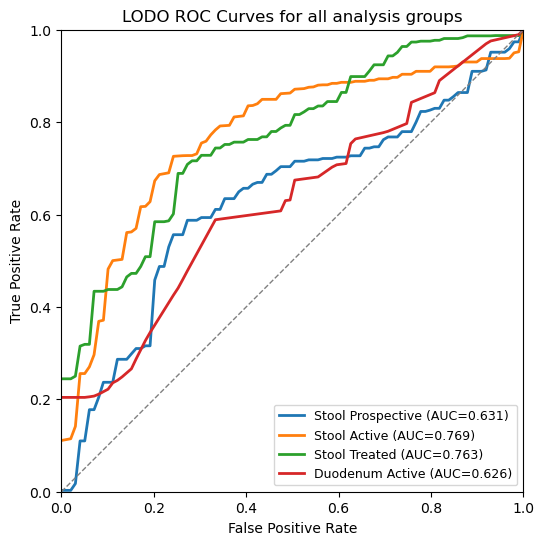 LODO ROC Curves for all analysis groups
1.0
0.8
0.6
0.4
0.2
0.0
True Positive Rate
Stool Prospective (AUC=0.631)
Stool Active (AUC=0.769)
Stool Treated (AUC=0.763)
Duodenum Active (AUC=0.626)
0.0 0.2 0.4 0.6 0.8 1.0
False Positive Rate